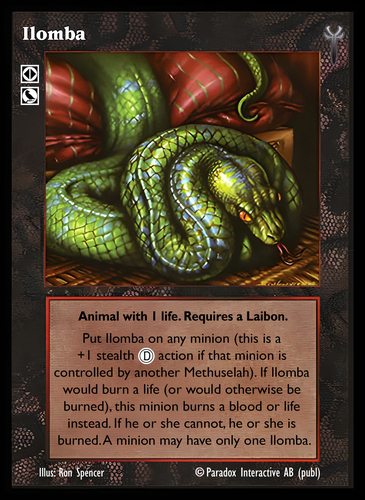 Ilomba
Animal with 1 life. Requires a Laibon.
Put Ilomba on any minion (this is a
+1 stealth Ⓓ action if that minion is
controlled by another Methuselah). If Ilomba
would burn a life (or would otherwise be
burned), this minion burns a blood or life
instead. If he or she cannot, he or she is
burned. A minion may have only one Ilomba.
Illus: Ron Spencer © Paradox Interactive AB (publ)